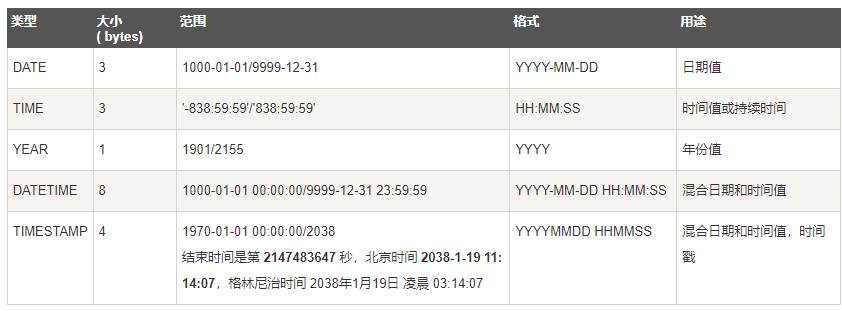 类型 大小 范围 格式 用途
( bytes)
DATE 3 1000-01-01/9999-12-31 YYYY-MM-DD 日期值
TIME 3 '-838:59:59'/'838:59:59' HH:MM:SS 时间值或持续时间
YEAR 1 1901/2155 YYYY 年份值
DATETIME 8 1000-01-01 00:00:00/9999-12-31 23:59:59 YYYY-MM-DD HH:MM:SS 混合日期和时间值
TIMESTAMP 4 1970-01-01 00:00:00/2038 YYYYMMDD HHMMSS 混合日期和时间值，时间
结束时间是第 2147483647 秒，北京时间 2038-1-19 11: 戳
14:07，格林尼治时间 2038年1月19日 凌晨 03:14:07